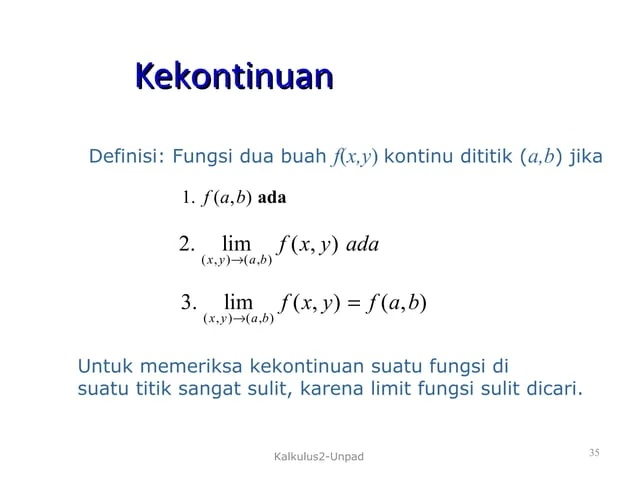 Kekontinuan
Definisi: Fungsi dua buah f(x,y) kontinu dititik (a,b) jika
1. f (a,b) ada
2. lim (x,y)→(a,b) f (x, y) ada
3. lim (x,y)→(a,b) f (x, y) = f (a,b)
Untuk memeriksa kekontinuan suatu fungsi di
suatu titik sangat sulit, karena limit fungsi sulit dicari.
Kalkulus2-Unpad
35